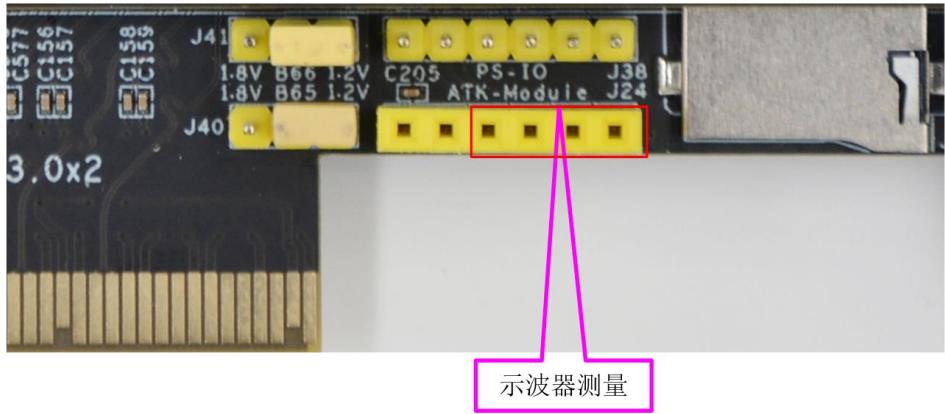 C577
C156
C157
C158
C159
J41
1.8V B66 1.2V
1.8V B65 1.2V
J40
C205 PS-IO J38
ATK-Module J24
3.0x2
示波器测量